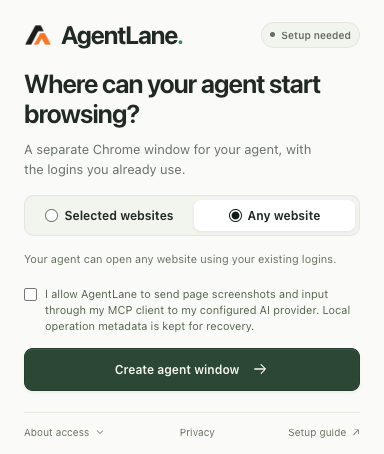 AgentLane.
Setup needed
Where can your agent start
browsing?
A separate Chrome window for your agent, with
the logins you already use.
Selected websites
Any website
Your agent can open any website using your existing logins.
I allow AgentLane to send page screenshots and input
through my MCP client to my configured AI provider. Local
operation metadata is kept for recovery.
Create agent window →
About access
Privacy
Setup guide ↗